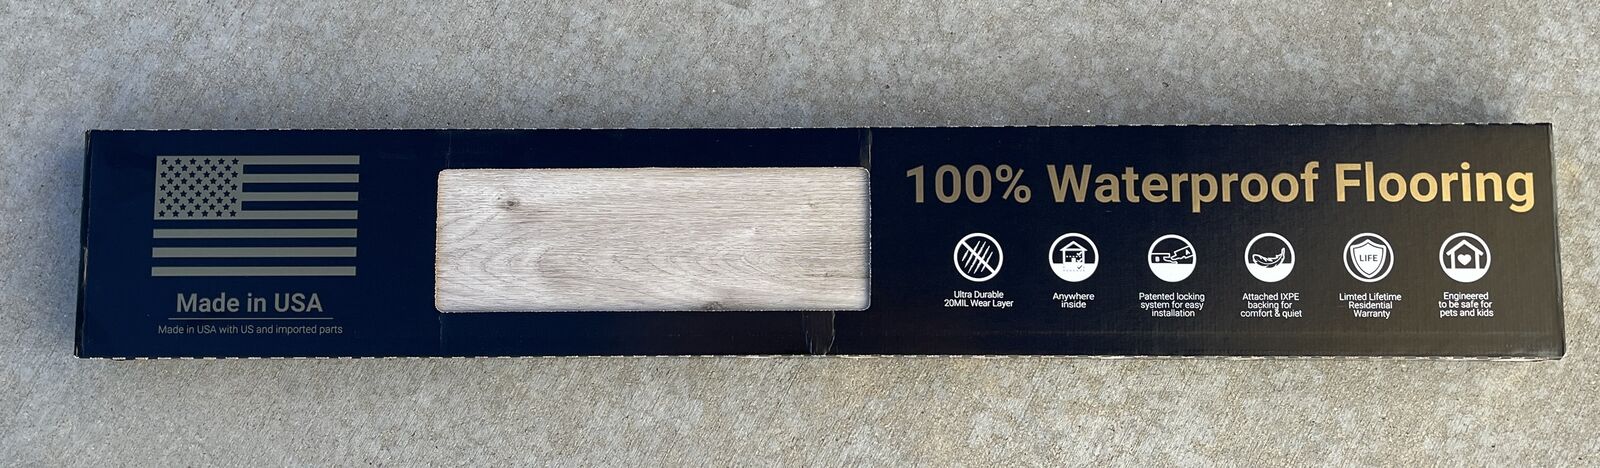 Made in USA
Made in USA with US and imported parts
100% Waterproof Flooring
Ultra Durable
20MIL Wear Layer
Anywhere
inside
Patented locking
system for easy
installation
Attached IXPE
backing for
comfort & quiet
LIFE
Limted Lifetime
Residential
Warranty
Engineered
to be safe for
pets and kids